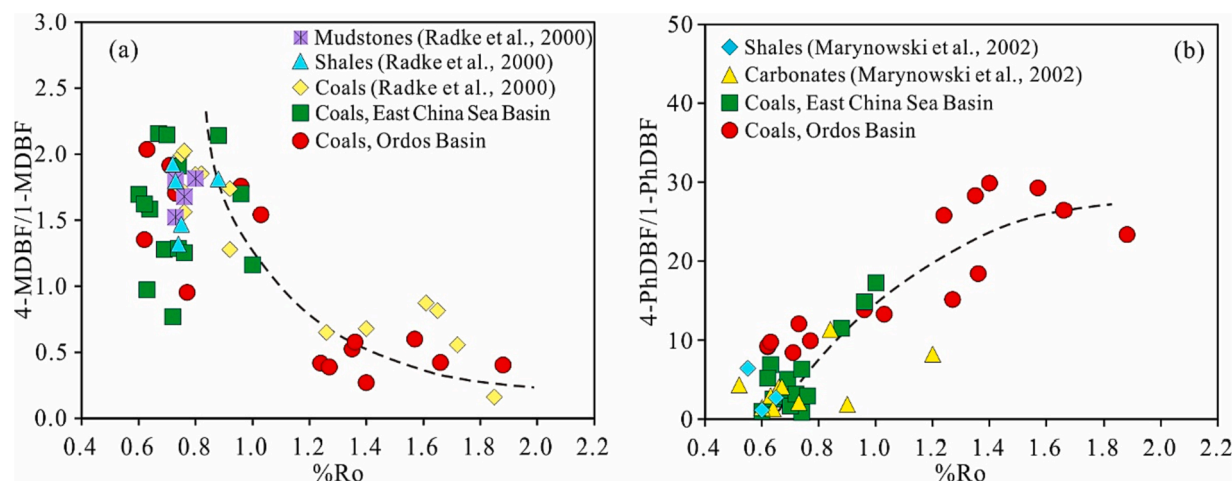 (a)
3.0
2.5
2.0
1.5
1.0
0.5
0.0
4-MDBF/1-MDBF
Mudstones (Radke et al., 2000)
Shales (Radke et al., 2000)
Coals (Radke et al., 2000)
Coals, East China Sea Basin
Coals, Ordos Basin
0.4 0.6 0.8 1.0 1.2 1.4 1.6 1.8 2.0 2.2
%Ro
(b)
50
40
30
20
10
0
4-PhDBF/1-PhDBF
Shales (Marynowski et al., 2002)
Carbonates (Marynowski et al., 2002)
Coals, East China Sea Basin
Coals, Ordos Basin
0.4 0.6 0.8 1.0 1.2 1.4 1.6 1.8 2.0 2.2
%Ro